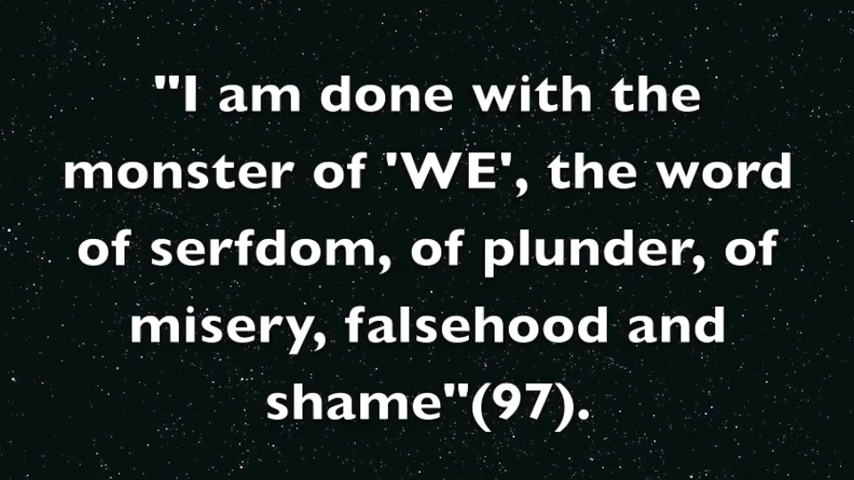 "I am done with the
monster of 'WE', the word
of serfdom, of plunder, of
misery, falsehood and
shame"(97).